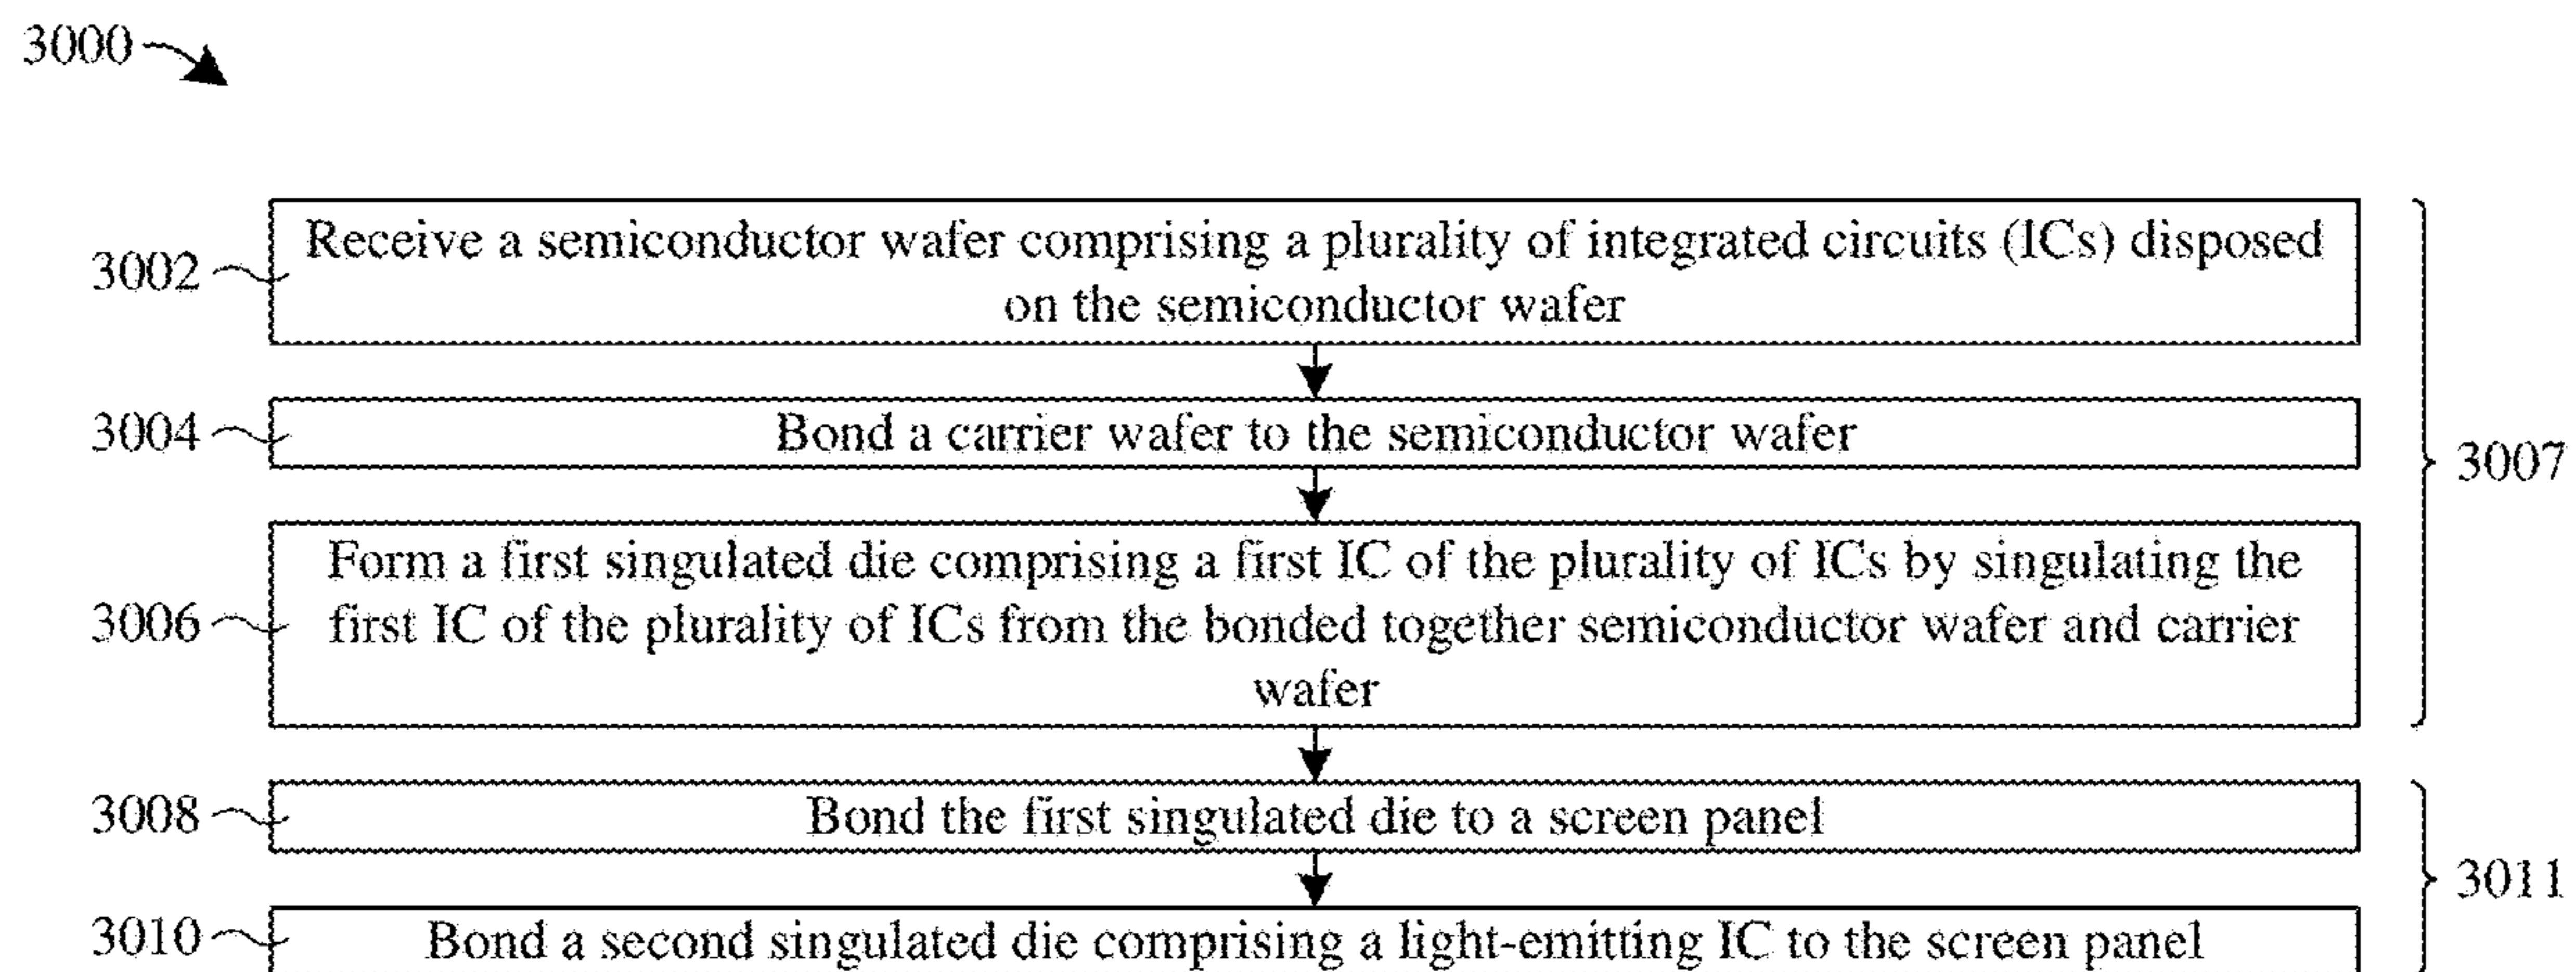 3000
Receive a semiconductor wafer comprising a plurality of integrated circuits (ICs) disposed
3002
on the semiconductor wafer
3004
Bond a carrier wafer to the semiconductor wafer
3007
Form a first singulated die comprising a first IC of the plurality of ICs by singulating the
3006
first IC of the plurality of ICs from the bonded together semiconductor wafer and carrier
wafer
3008
Bond the first singulated die to a screen panel
3011
3010
Bond a second singulated die comprising a light-emitting IC to the screen panel